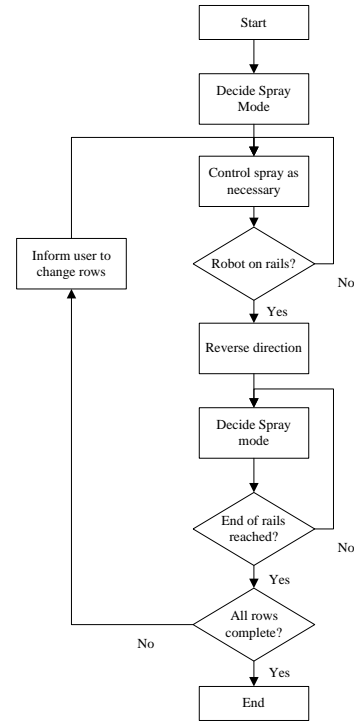 Start
Decide Spray
Mode
Control spray as
necessary
Inform user to
change rows
Robot on rails?
No
Yes
Reverse direction
Decide Spray
mode
End of rails
reached?
No
Yes
All rows
complete?
No
Yes
End